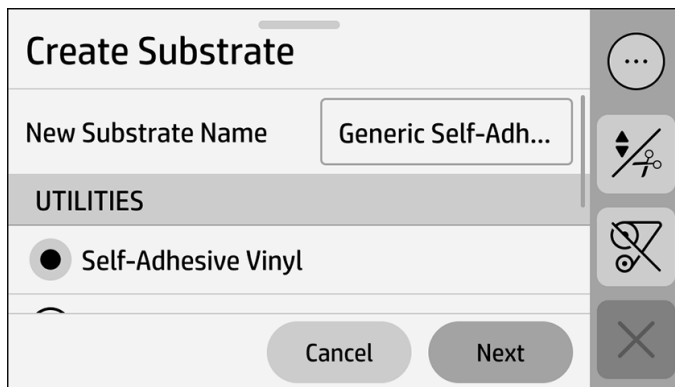 Create Substrate
New Substrate Name
Generic Self-Adh...
UTILITIES
Self-Adhesive Vinyl
Cancel
Next